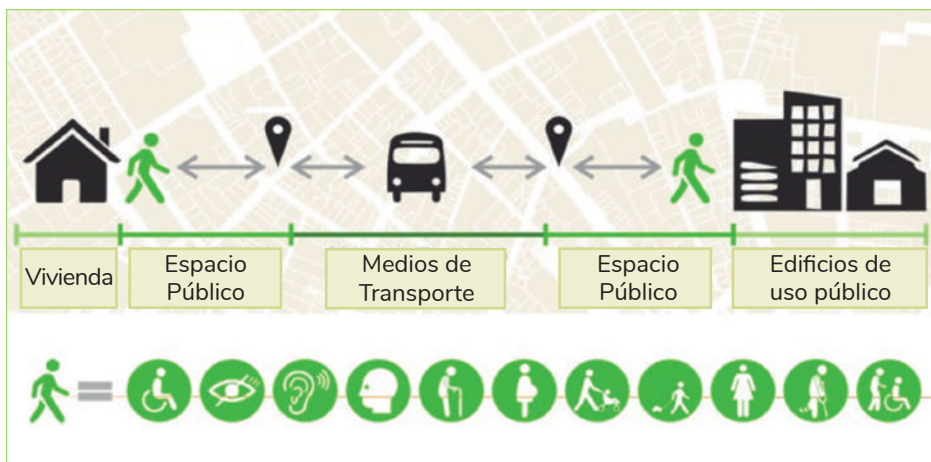 Vivienda
Espacio
Público
Medios de
Transporte
Espacio
Público
Edificios de
uso público